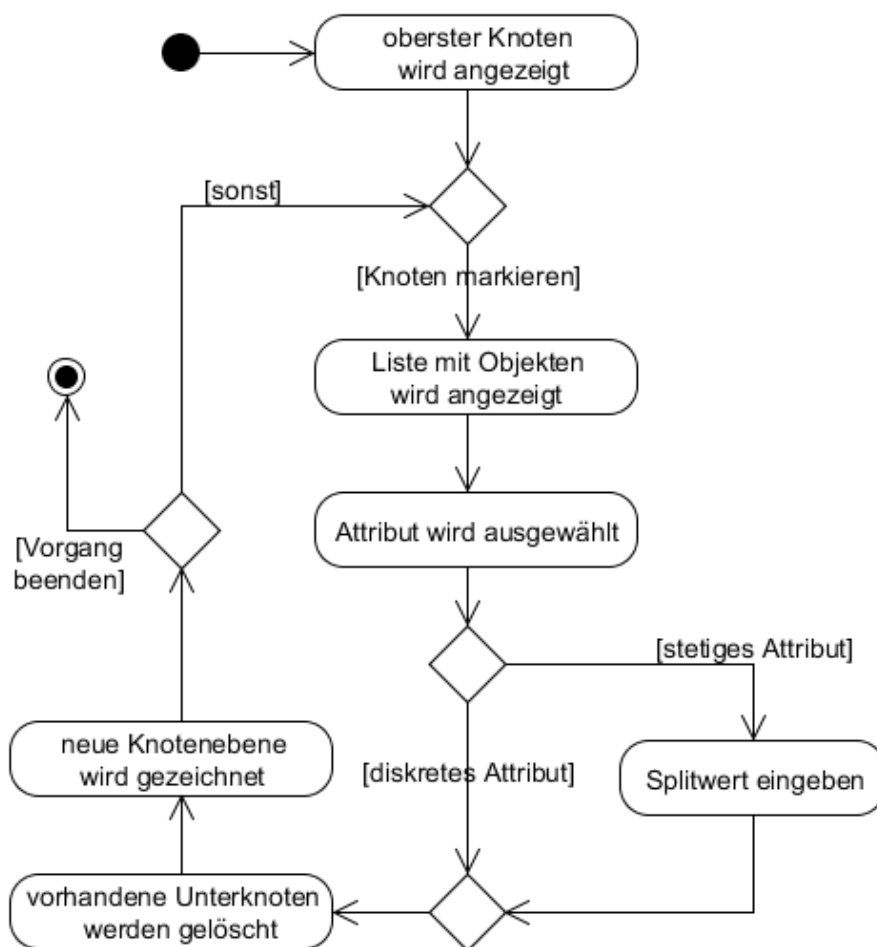 oberster Knoten
wird angezeigt
[sonst]
[Knoten markieren]
Liste mit Objekten
wird angezeigt
Attribut wird ausgewählt
[Vorgang
beenden]
[stetiges Attribut]
neue Knotenebene
wird gezeichnet
[diskretes Attribut]
Splitwert eingeben
vorhandene Unterknoten
werden gelöscht